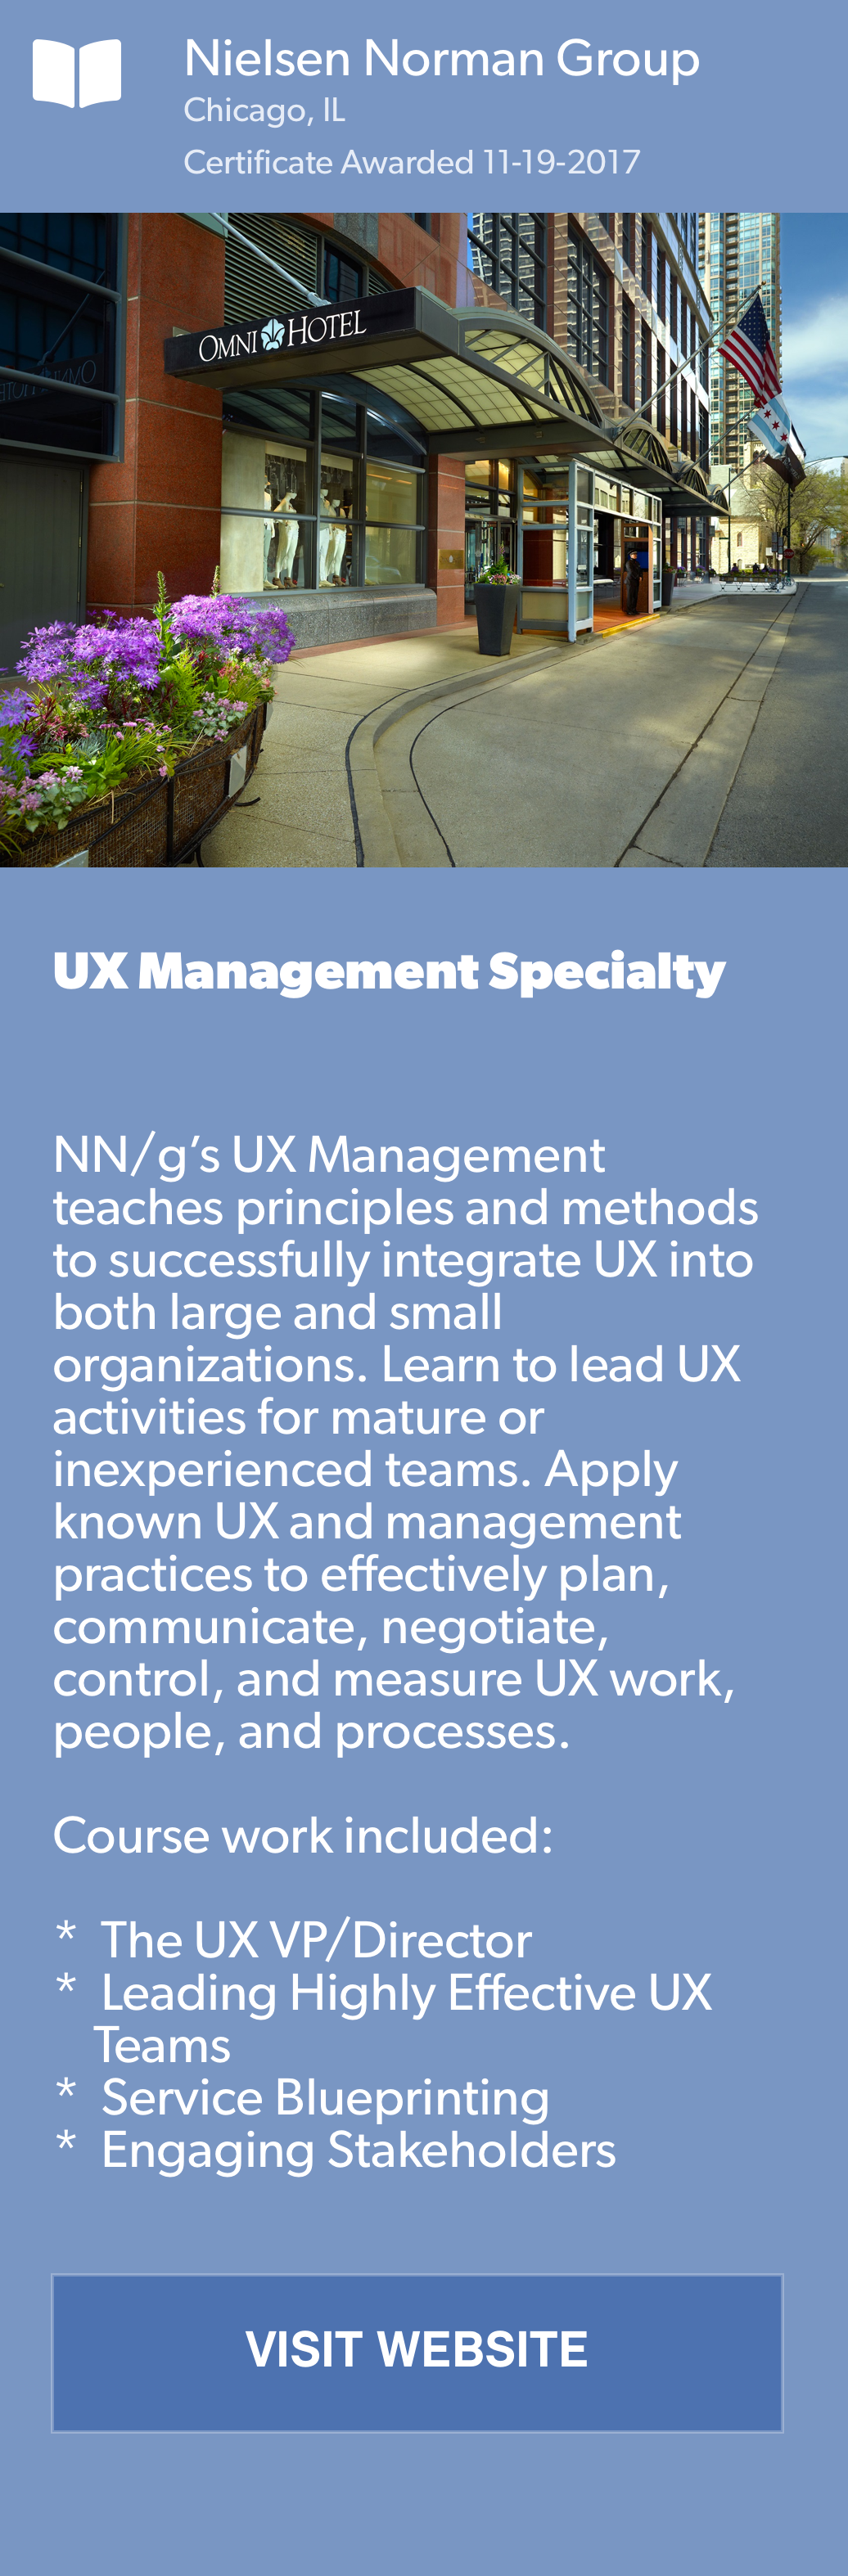 Nielsen Norman Group
Chicago, IL
Certificate Awarded 11-19-2017
OMNI HOTEL
UX Management Specialty
NN/g’s UX Management
teaches principles and methods
to successfully integrate UX into
both large and small
organizations. Learn to lead UX
activities for mature or
inexperienced teams. Apply
known UX and management
practices to effectively plan,
communicate, negotiate,
control, and measure UX work,
people, and processes.
Course work included:
* The UX VP/Director
* Leading Highly Effective UX
Teams
* Service Blueprinting
* Engaging Stakeholders
VISIT WEBSITE